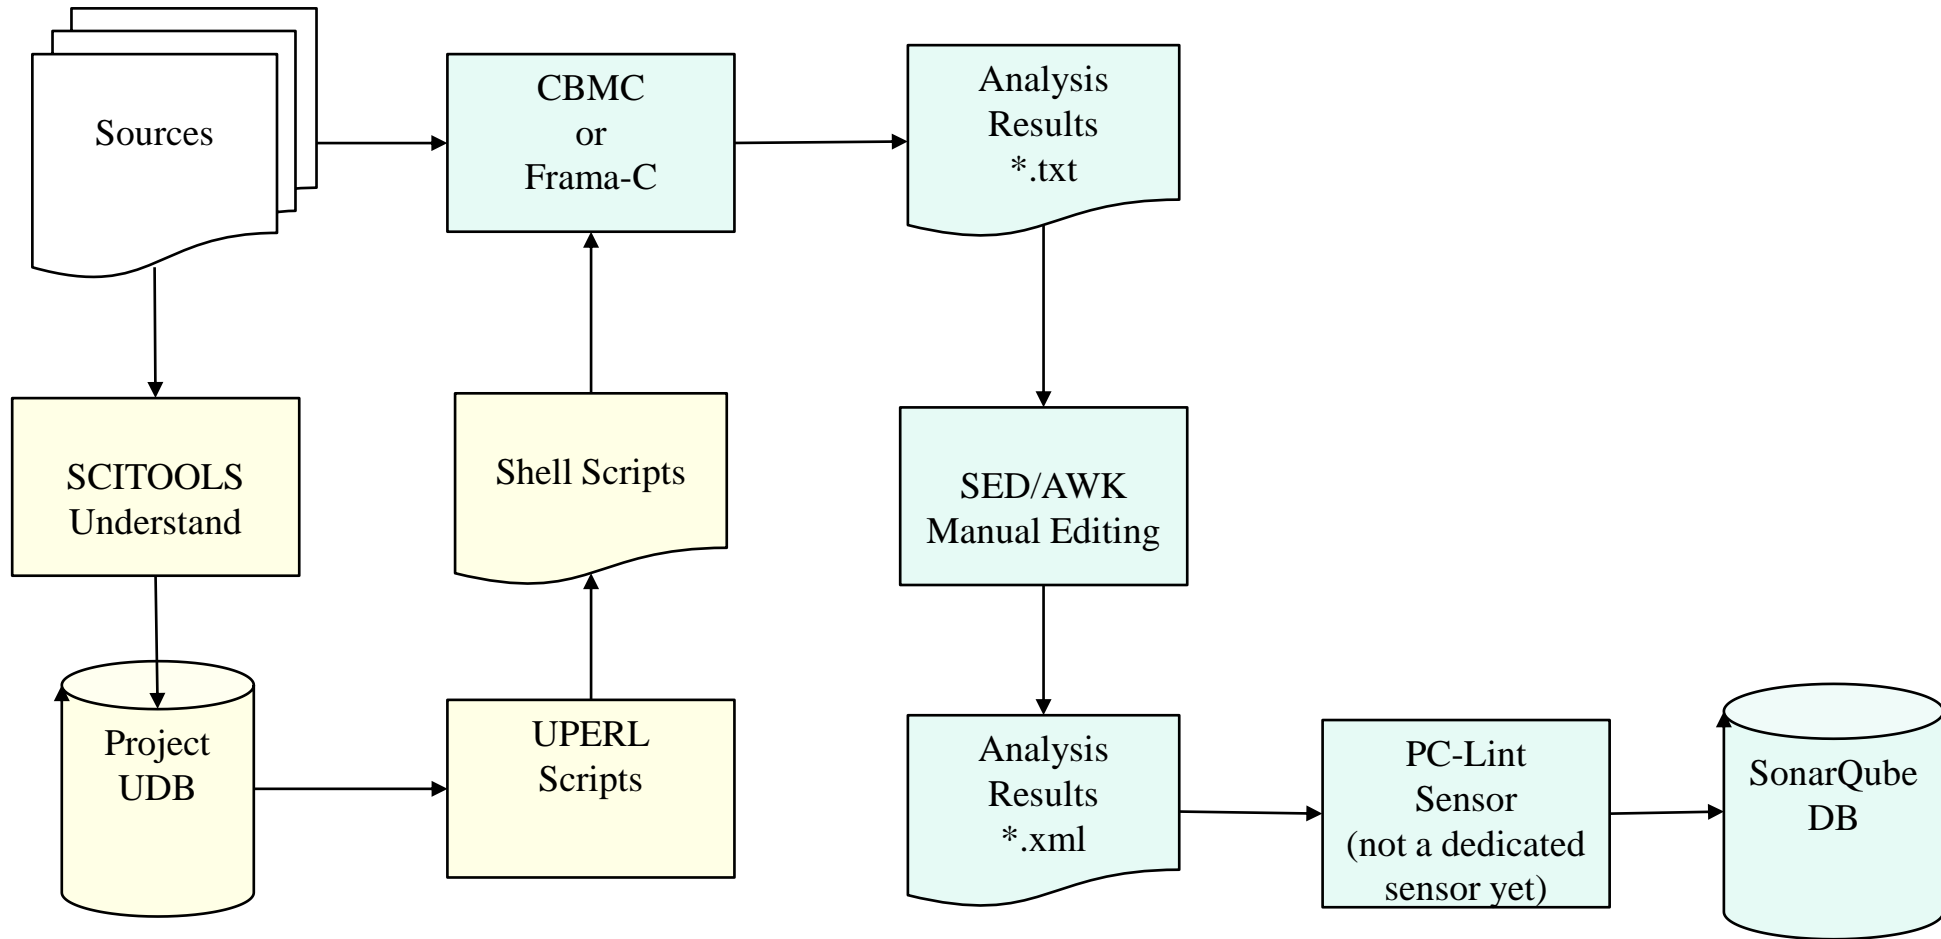 Sources
CBMC
or
Frama-C
Analysis
Results
*.txt
SCITOOLS
Understand
Shell Scripts
SED/AWK
Manual Editing
Project
UDB
UPERL
Scripts
Analysis
Results
*.xml
PC-Lint
Sensor
(not a dedicated
sensor yet)
SonarQube
DB